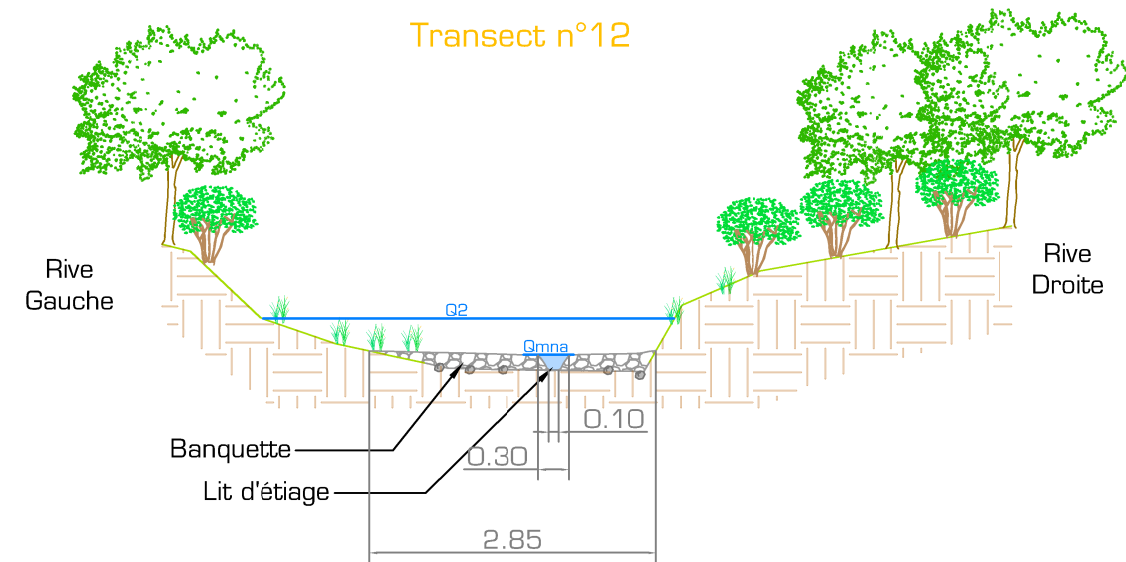 Transect n°12
Rive
Gauche
Rive
Droite
Q2
Qmna
0.10
Banquette
0.30
Lit d'étiage
2.85